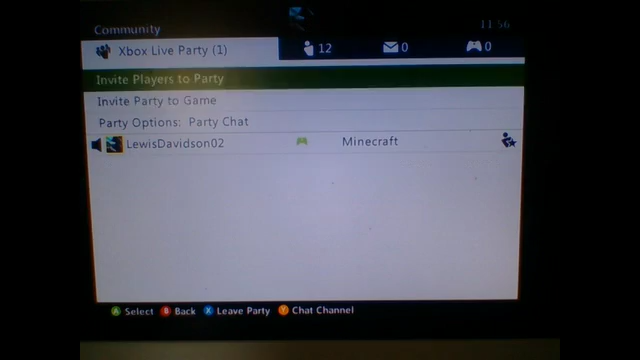 Community
11:56
Xbox Live Party (1)
12
0
0
Invite Players to Party
Invite Party to Game
Party Options: Party Chat
LewisDavidson02
Minecraft
A Select B Back X Leave Party Y Chat Channel